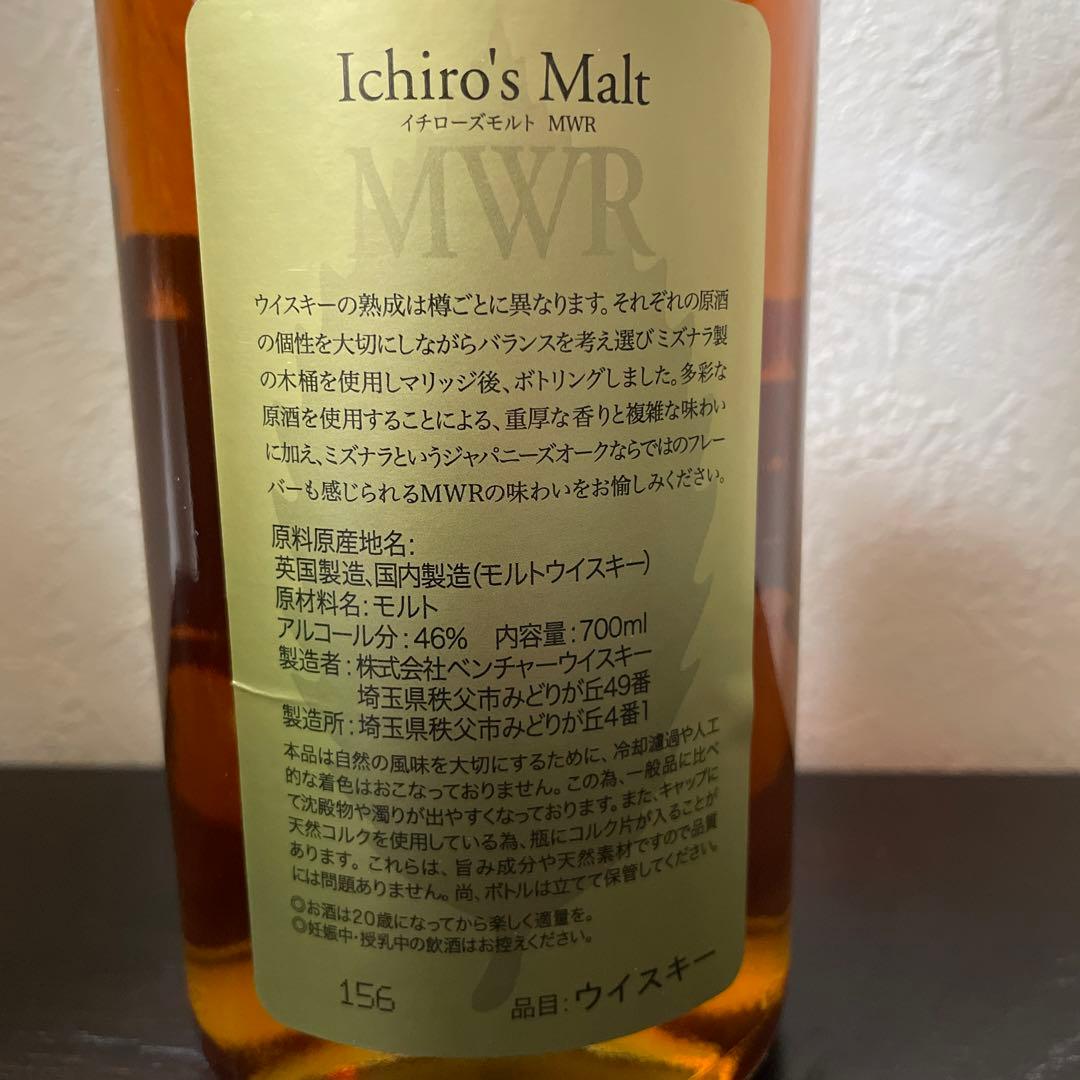 Ichiro's Malt
イチローズモルト MWR
MWR
ウイスキーの熟成は樽ごとに異なります。それぞれの原酒
の個性を大切にしながらバランスを考え選びミズナラ製
の木桶を使用しマリッジ後、ボトリングしました。多彩な
原酒を使用することによる、重厚な香りと複雑な味わい
に加え、ミズナラというジャパニーズオークならではのフレー
バーも感じられるMWRの味わいをお愉しみください。
原料原産地名:
英国製造、国内製造(モルトウイスキー)
原材料名:モルト
アルコール分:46% 内容量:700ml
製造者:株式会社ベンチャーウイスキー
埼玉県秩父市みどりが丘49番
製造所:埼玉県秩父市みどりが丘4番1
本品は自然の風味を大切にするために、冷却濾過や人工
的な着色はおこなっておりません。この為、一般品に比べ
て沈殿物や濁りが出やすくなっております。また、キャップに
天然コルクを使用している為、瓶にコルク片が入ることが
あります。これらは、旨み成分や天然素材ですので品質
には問題ありません。尚、ボトルは立てて保管してください。
◎お酒は20歳になってから楽しく適量を。
◎妊娠中・授乳中の飲酒はお控えください。
156 品目:ウイスキー